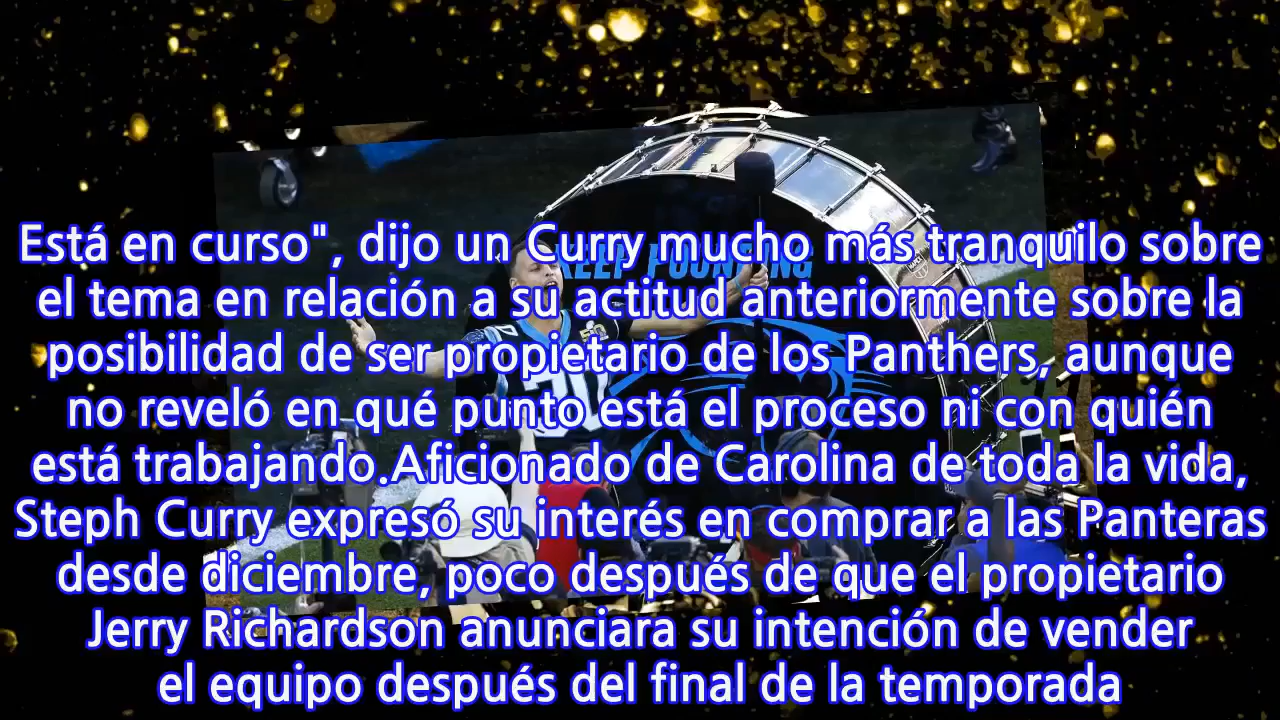 Está en curso", dijo un Curry mucho más tranquilo sobre
el tema en relación a su actitud anteriormente sobre la
posibilidad de ser propietario de los Panthers, aunque
no reveló en qué punto está el proceso ni con quién
está trabajando.Aficionado de Carolina de toda la vida,
Steph Curry expresó su interés en comprar a las Panteras
desde diciembre, poco después de que el propietario
Jerry Richardson anunciara su intención de vender
el equipo después del final de la temporada
KEEP POUNDING